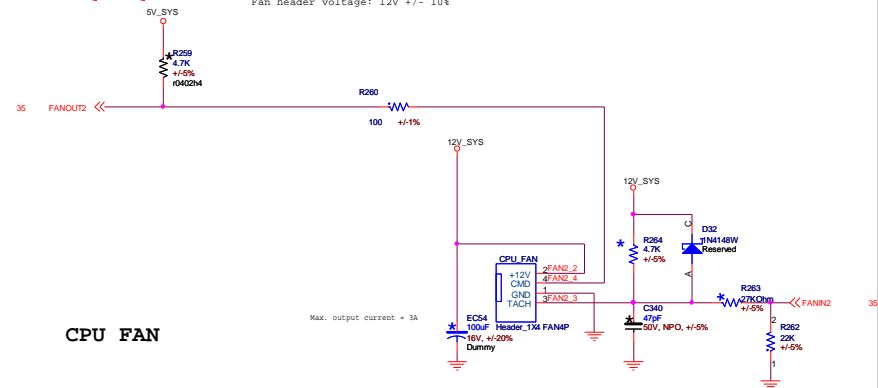 Fan header voltage: 12V +/- 10%
5V_SYS
*
R259
4.7K
+/-5%
r0402h4
35 FANOUT2
R260
100 +/-1%
12V_SYS
12V_SYS
D32
1N4148W
Reserved
C
A
*
R264
4.7K
+/-5%
CPU_FAN
+12V 2 FAN2_2
CMD 4 FAN2_4
GND 1
TACH 3 FAN2_3
Header_1X4 FAN4P
*
R263
27KOhm
+/-5%
FANIN2 35
Max. output current = 3A
*
EC54
100uF
16V, +/-20%
Dummy
*
C340
47pF
50V, NPO, +/-5%
2
R262
22K
+/-5%
1
CPU FAN